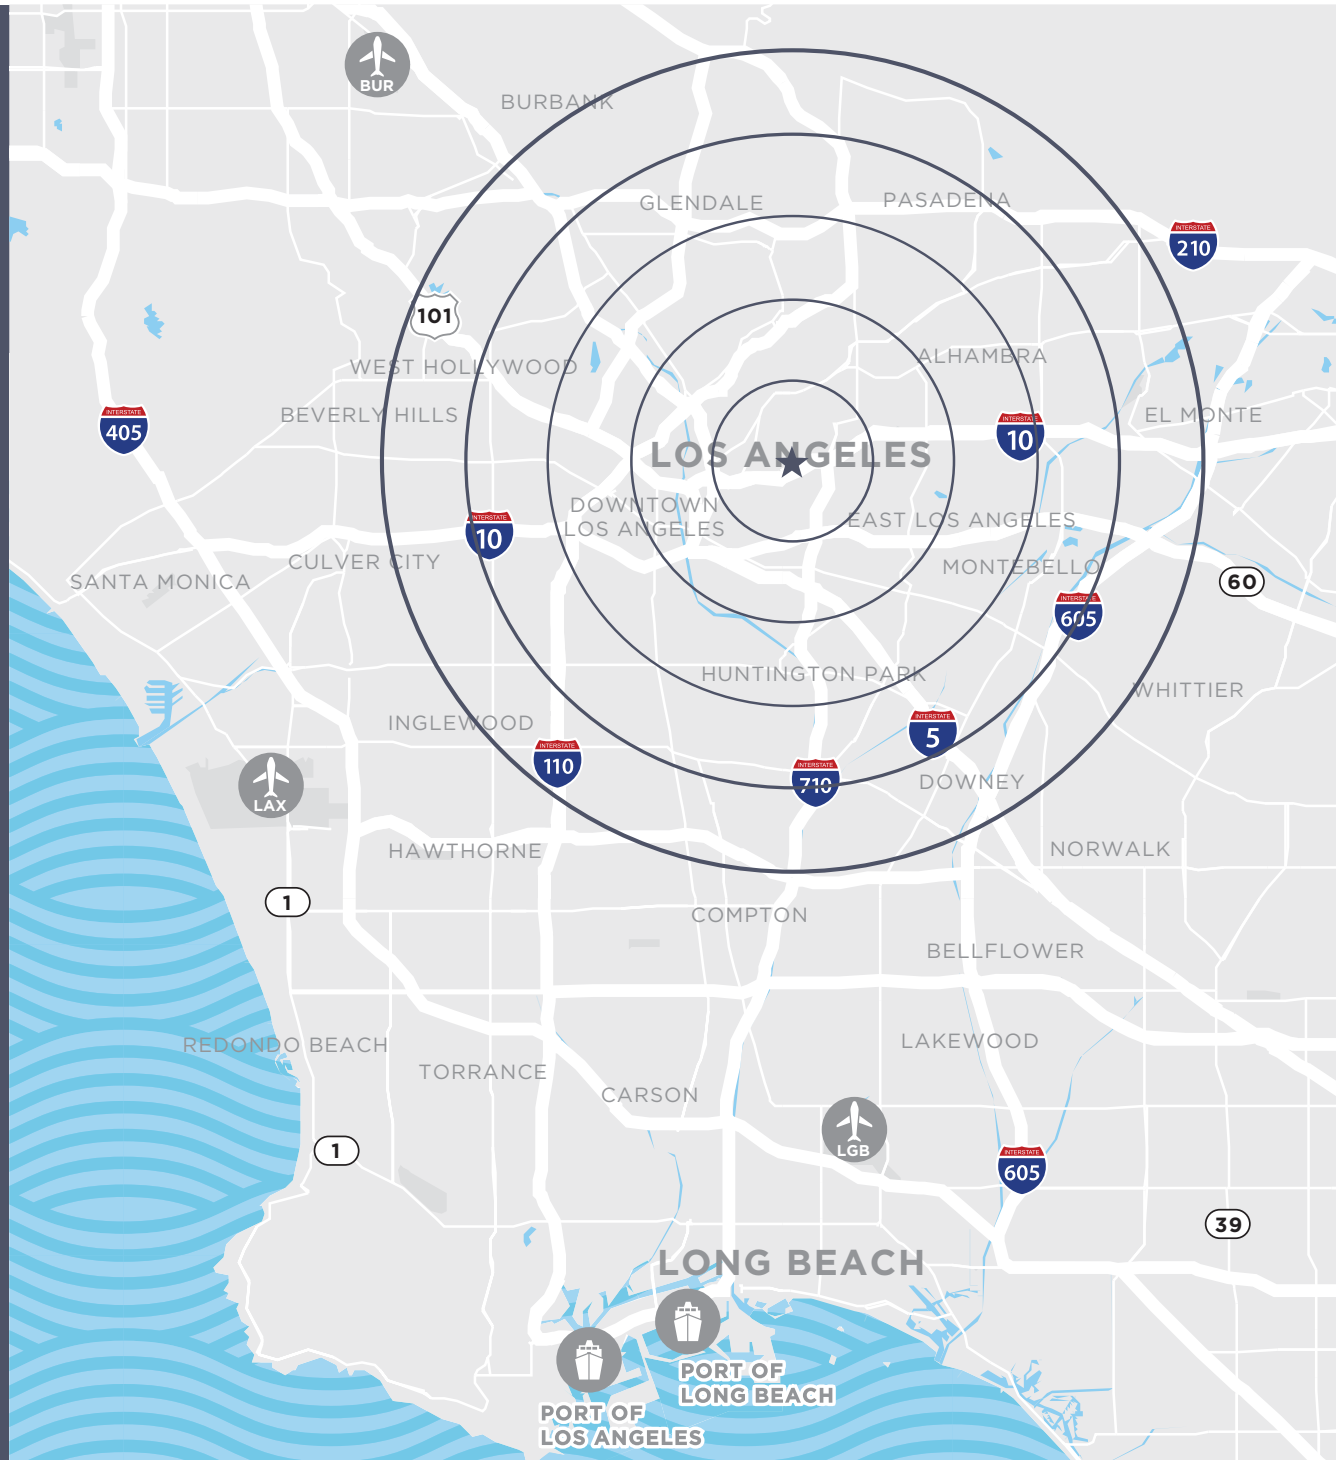 BUR
BURBANK
GLENDALE
PASADENA
INTERSTATE
210
101
ALHAMBRA
WEST HOLLYWOOD
BEVERLY HILLS
EL MONTE
INTERSTATE
405
INTERSTATE
10
LOS ANGELES
DOWNTOWN
LOS ANGELES
EAST LOS ANGELES
INTERSTATE
10
CULVER CITY
MONTEBELLO
SANTA MONICA
60
INTERSTATE
605
HUNTINGTON PARK
WHITTIER
INGLEWOOD
INTERSTATE
5
INTERSTATE
110
INTERSTATE
710
DOWNEY
LAX
HAWTHORNE
NORWALK
1
COMPTON
BELLFLOWER
REDONDO BEACH
LAKEWOOD
TORRANCE
CARSON
LGB
1
INTERSTATE
605
39
LONG BEACH
PORT OF
LONG BEACH
PORT OF
LOS ANGELES